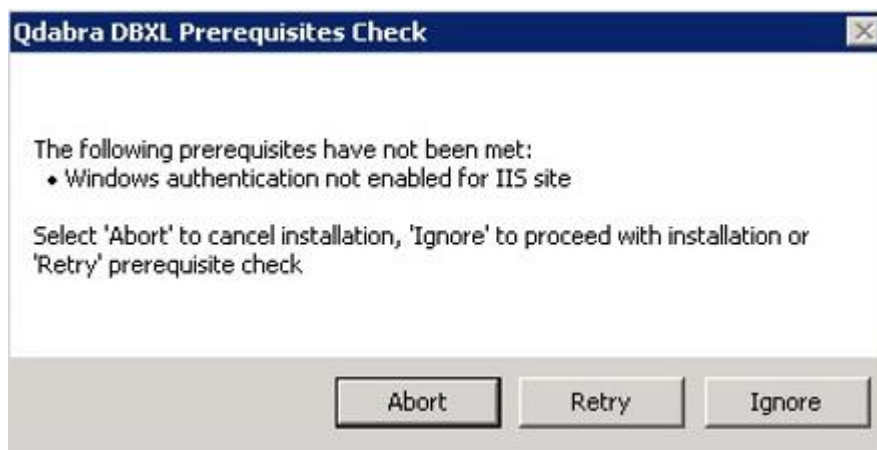 Qdabra DBXL Prerequisites Check
The following prerequisites have not been met:
• Windows authentication not enabled for IIS site
Select 'Abort' to cancel installation, 'Ignore' to proceed with installation or
'Retry' prerequisite check
Abort Retry Ignore